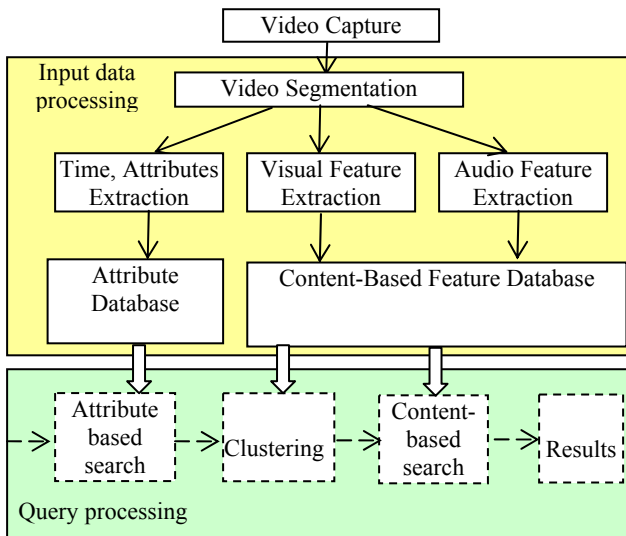 Video Capture
Input data
processing
Video Segmentation
Time, Attributes
Extraction
Visual Feature
Extraction
Audio Feature
Extraction
Attribute
Database
Content-Based Feature Database
Attribute
based
search
Clustering
Content-
based
search
Results
Query processing